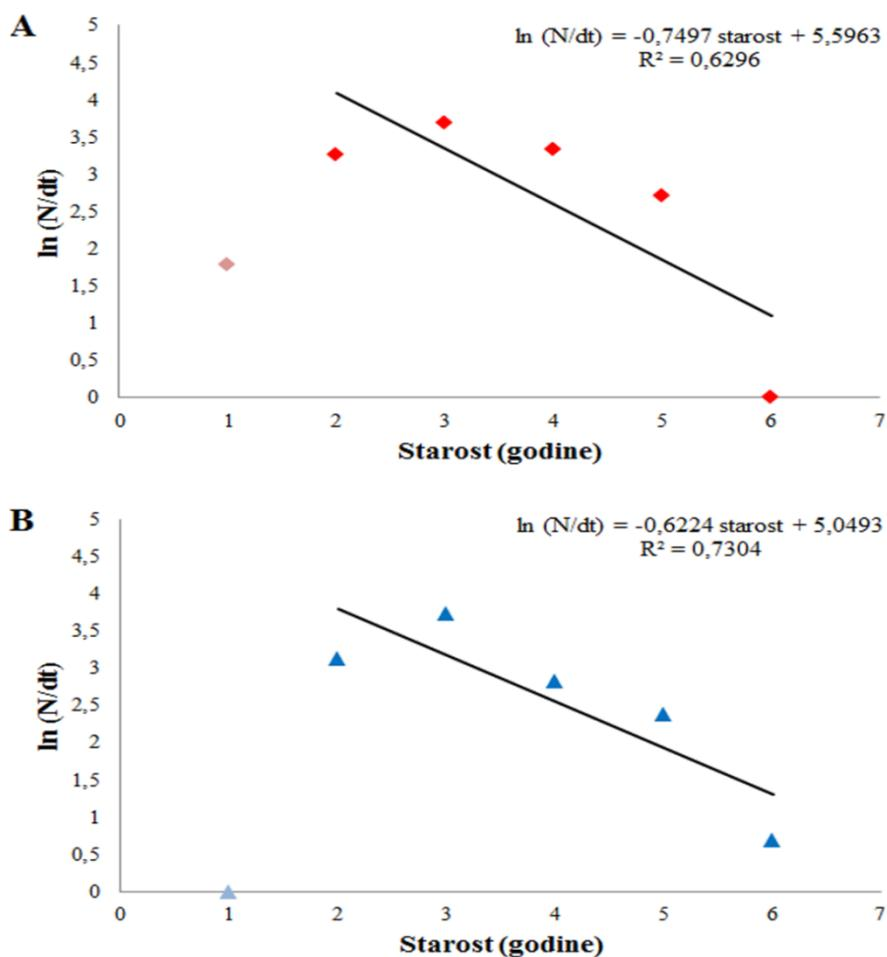 A
ln (N/dt) = -0,7497 starost + 5,5963
R² = 0,6296
5
4,5
4
3,5
3
2,5
2
1,5
1
0,5
0
ln (N/dt)
0 1 2 3 4 5 6 7
Starost (godine)
B
ln (N/dt) = -0,6224 starost + 5,0493
R² = 0,7304
5
4,5
4
3,5
3
2,5
2
1,5
1
0,5
0
ln (N/dt)
0 1 2 3 4 5 6 7
Starost (godine)